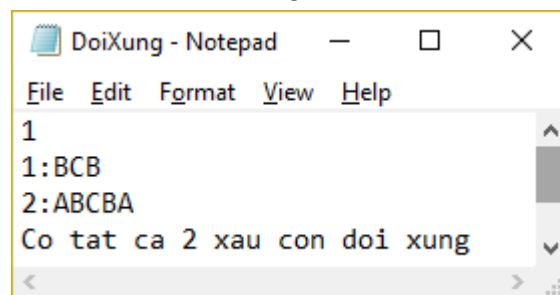 DoiXung - Notepad
File Edit Format View Help
1
1:BCB
2:ABCBA
Co tat ca 2 xau con doi xung